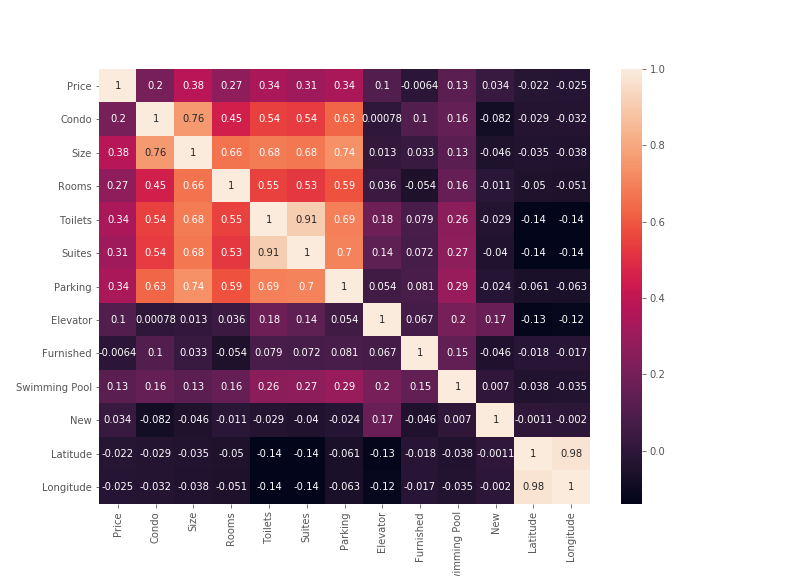 Price 1 0.2 0.38 0.27 0.34 0.31 0.34 0.1 -0.0064 0.13 0.034 -0.022 -0.025
Condo 0.2 1 0.76 0.45 0.54 0.54 0.63 0.00078 0.1 0.16 -0.082 -0.029 -0.032
Size 0.38 0.76 1 0.66 0.68 0.68 0.74 0.013 0.033 0.13 -0.046 -0.035 -0.038
Rooms 0.27 0.45 0.66 1 0.55 0.53 0.59 0.036 -0.054 0.16 -0.011 -0.05 -0.051
Toilets 0.34 0.54 0.68 0.55 1 0.91 0.69 0.18 0.079 0.26 -0.029 -0.14 -0.14
Suites 0.31 0.54 0.68 0.53 0.91 1 0.7 0.14 0.072 0.27 -0.04 -0.14 -0.14
Parking 0.34 0.63 0.74 0.59 0.69 0.7 1 0.054 0.081 0.29 -0.024 -0.061 -0.063
Elevator 0.1 0.00078 0.013 0.036 0.18 0.14 0.054 1 0.067 0.2 0.17 -0.13 -0.12
Furnished -0.0064 0.1 0.033 -0.054 0.079 0.072 0.081 0.067 1 0.15 -0.046 -0.018 -0.017
Swimming Pool 0.13 0.16 0.13 0.16 0.26 0.27 0.29 0.2 0.15 1 0.007 -0.038 -0.035
New 0.034 -0.082 -0.046 -0.011 -0.029 -0.04 -0.024 0.17 -0.046 0.007 1 -0.0011 -0.002
Latitude -0.022 -0.029 -0.035 -0.05 -0.14 -0.14 -0.061 -0.13 -0.018 -0.038 -0.0011 1 0.98
Longitude -0.025 -0.032 -0.038 -0.051 -0.14 -0.14 -0.063 -0.12 -0.017 -0.035 -0.002 0.98 1
Price
Condo
Size
Rooms
Toilets
Suites
Parking
Elevator
Furnished
wimming Pool
New
Latitude
Longitude
1.0
0.8
0.6
0.4
0.2
0.0